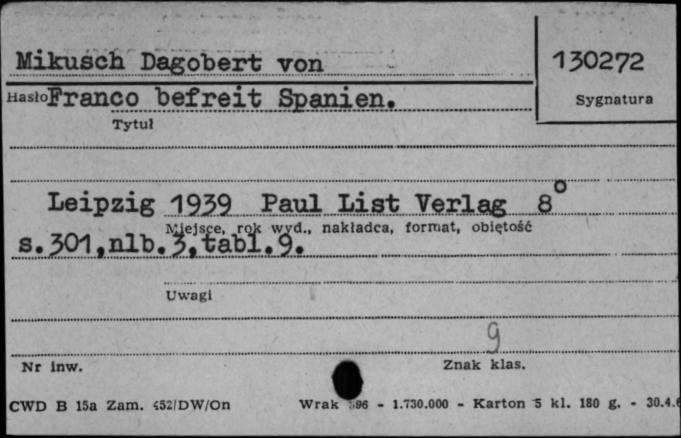 Mikusch Dagobert von
130272
Hasło Franco befreit Spanien.
Sygnatura
Tytuł
Leipzig 1939 Paul List Verlag 8°
Miejsce, rok wyd., nakładca, format, objętość
s.301,nlb.3,tabl.9.
Uwagi
9
Nr inw.
Znak klas.
CWD B 15a Zam. 452/DW/On Wrak 596 - 1.730.000 - Karton 5 kl. 180 g. - 30.4.6